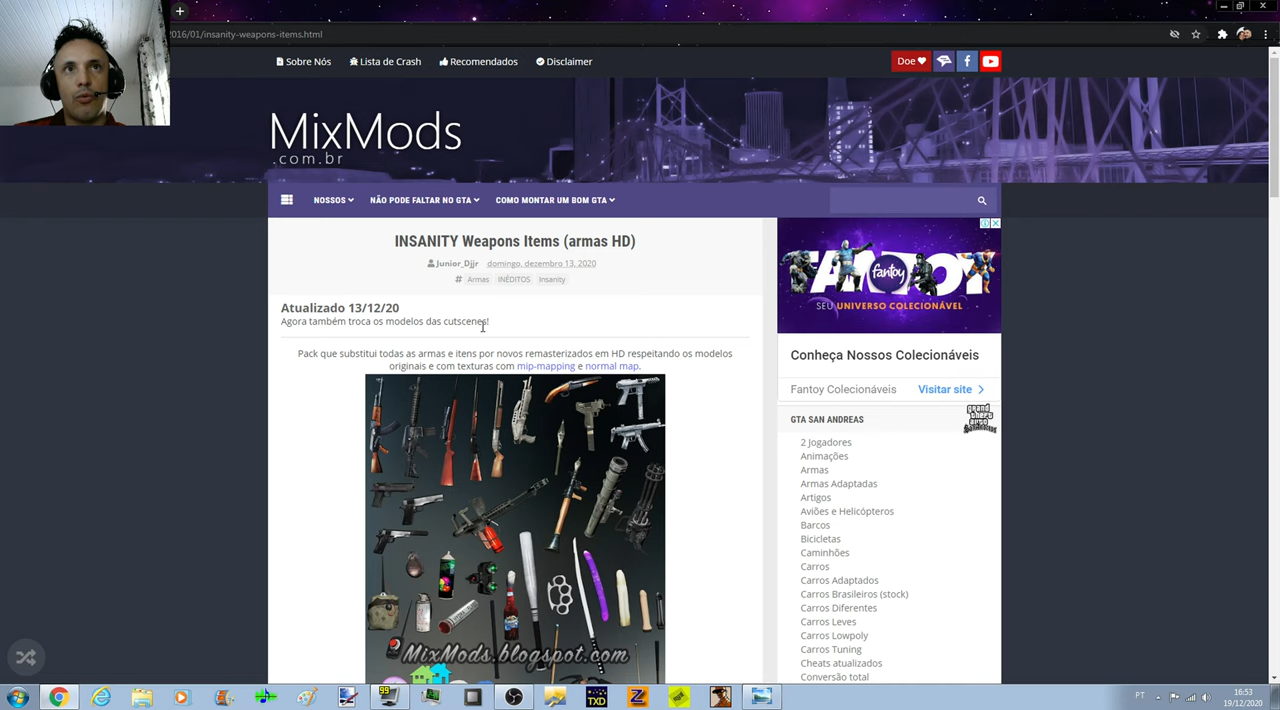 2016/01/insanity-weapons-items.html
Sobre Nós
Lista de Crash
Recomendados
Disclaimer
Doe
MixMods
.com.br
NOSSOS
NÃO PODE FALTAR NO GTA
COMO MONTAR UM BOM GTA
INSANITY Weapons Items (armas HD)
Junior_Djjr domingo, dezembro 13, 2020
# Armas INÉDITOS Insanity
Atualizado 13/12/20
Agora também troca os modelos das cutscenes!
Pack que substitui todas as armas e itens por novos remasterizados em HD respeitando os modelos
originais e com texturas com mip-mapping e normal map.
MixMods.blogspot.com
FANTOY
fantoy
SEU UNIVERSO COLECIONÁVEL
Conheça Nossos Colecionáveis
Fantoy Colecionáveis Visitar site
GTA SAN ANDREAS
grand
theft
auto
2 Jogadores
Animações
Armas
Armas Adaptadas
Artigos
Aviões e Helicópteros
Barcos
Bicicletas
Caminhões
Carros
Carros Adaptados
Carros Brasileiros (stock)
Carros Diferentes
Carros Leves
Carros Lowpoly
Carros Tuning
Cheats atualizados
Conversão total
99
TXD
PT
16:53
19/12/2020